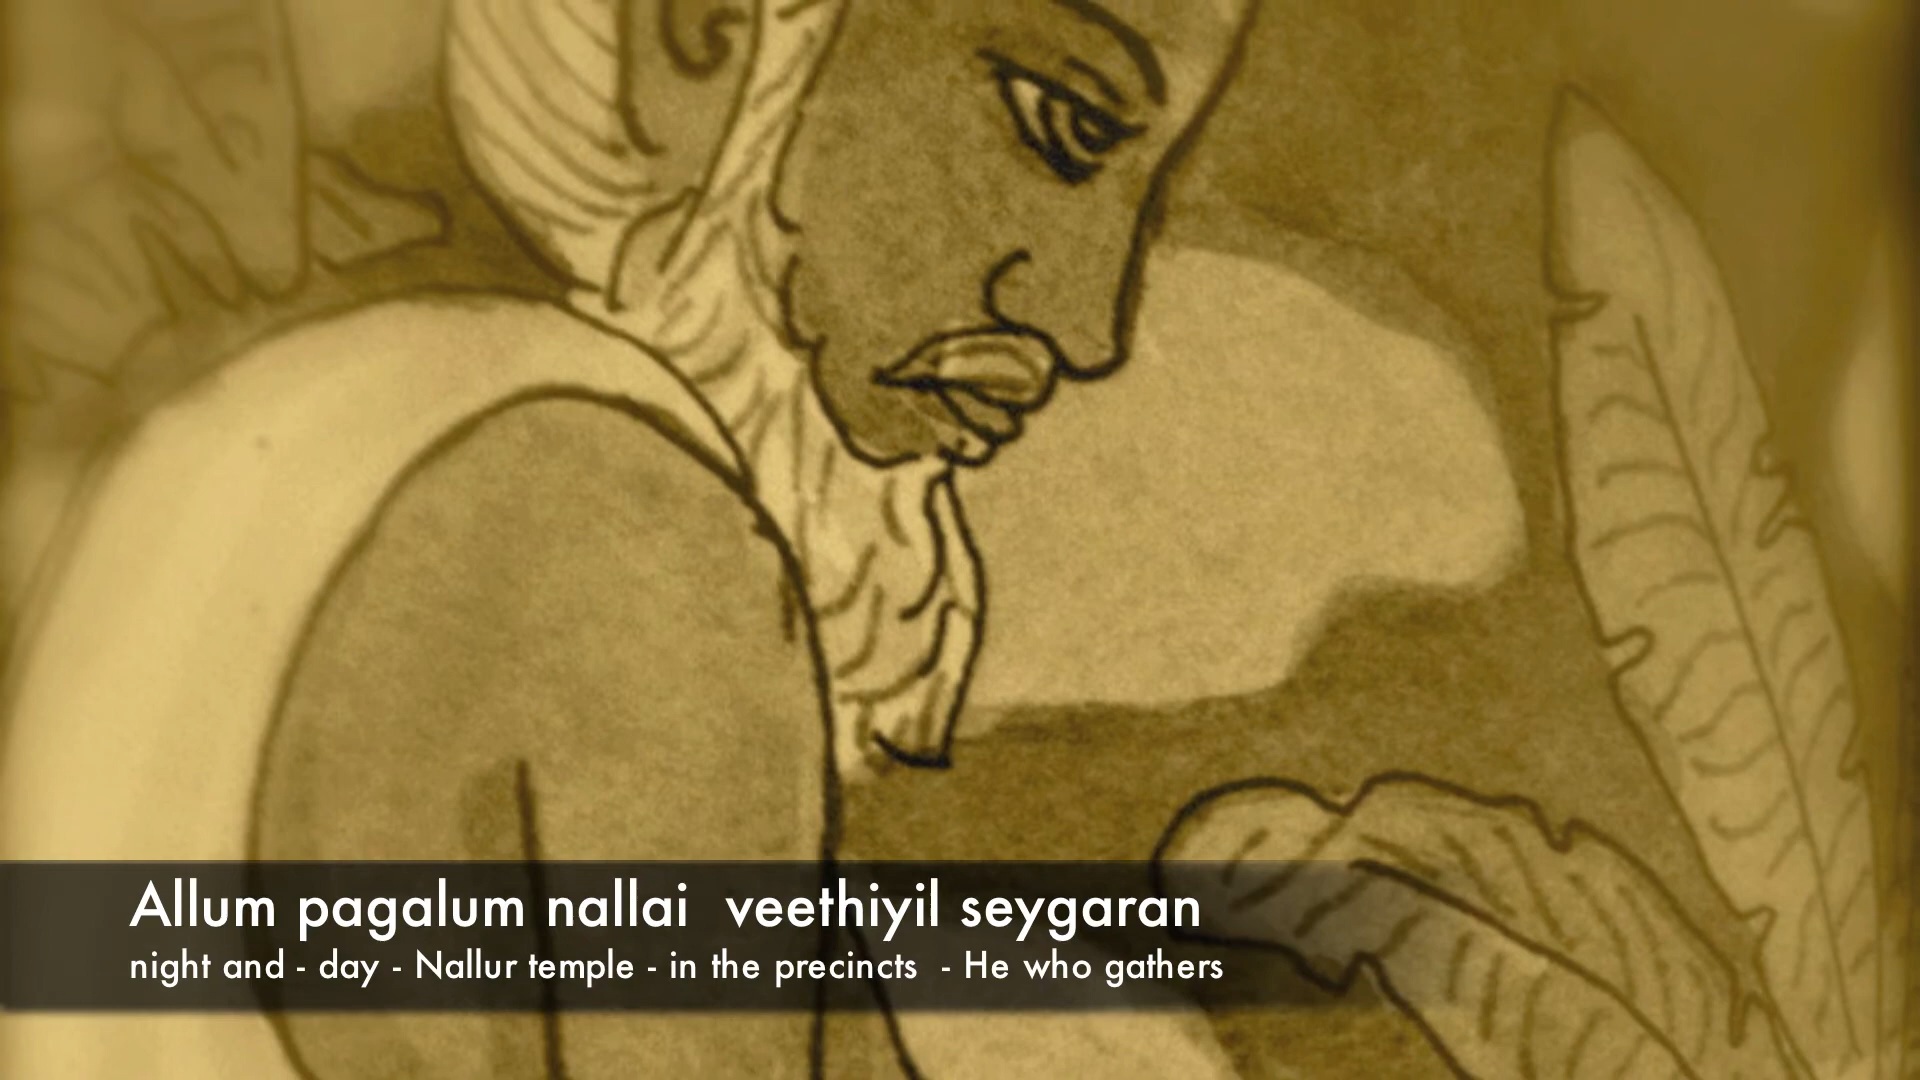 Allum pagalum nallai veethiyil seygaran
night and - day - Nallur temple - in the precincts - He who gathers